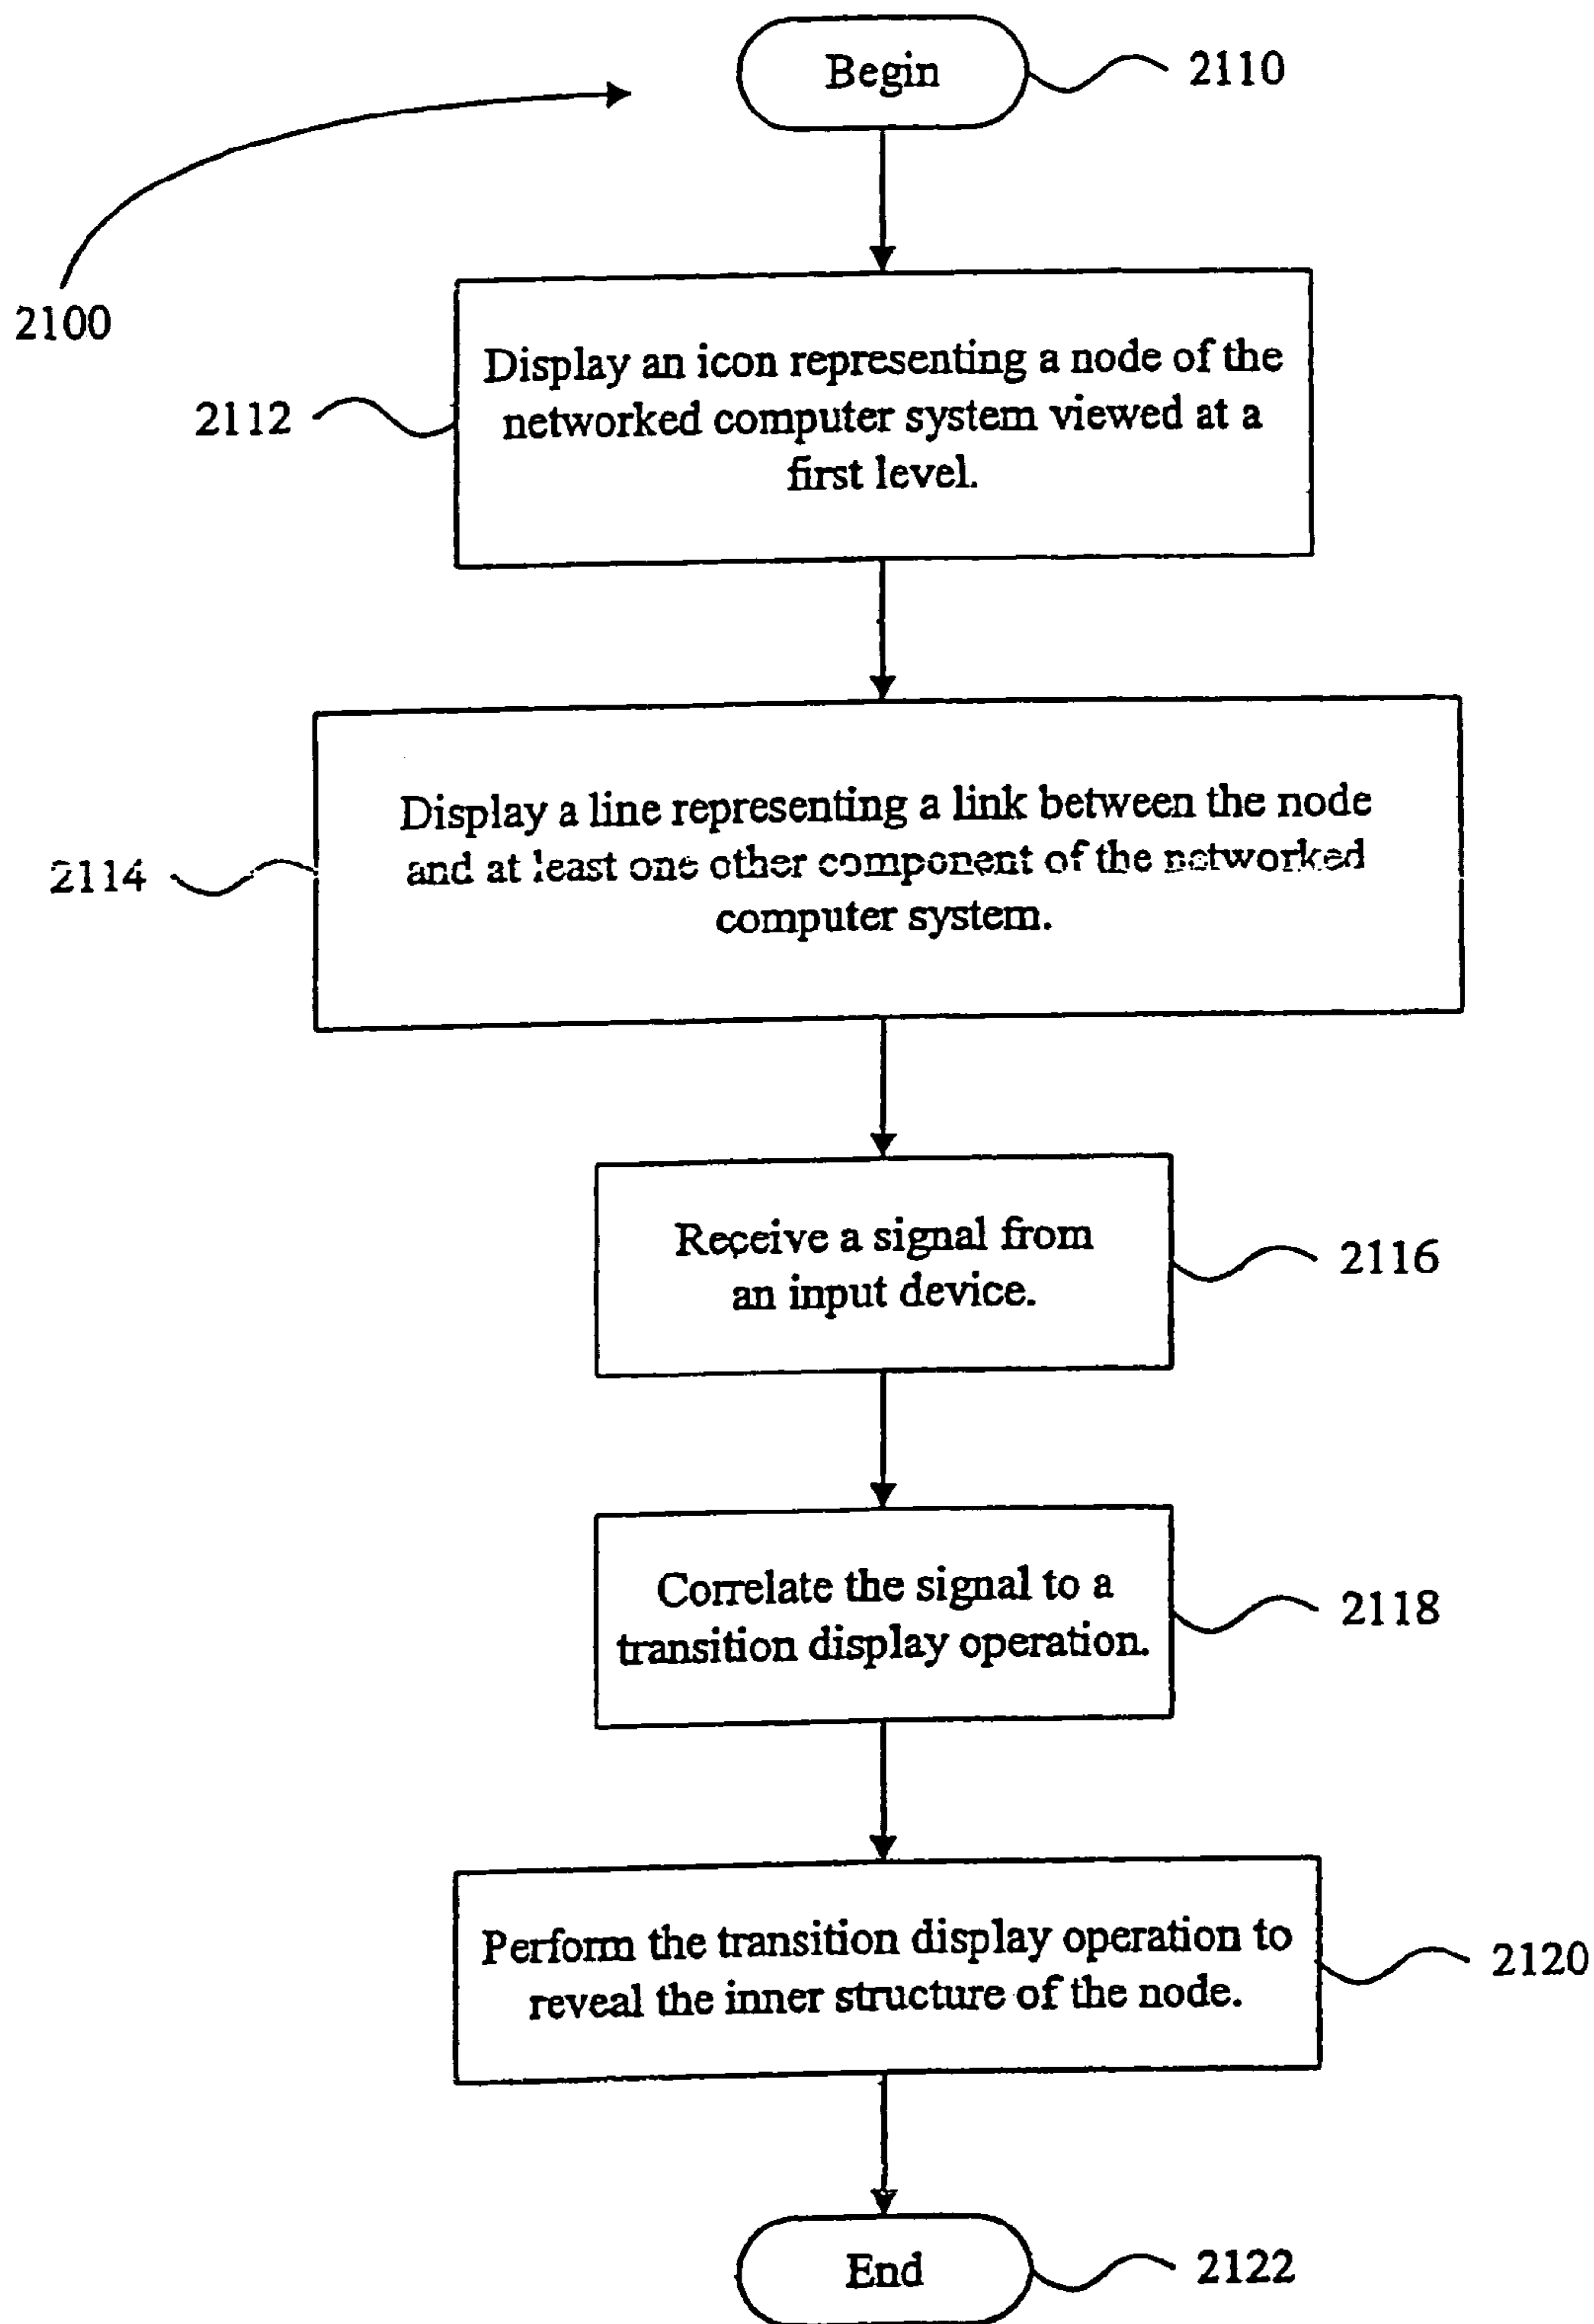 Begin
2110
2100
Display an icon representing a node of the
networked computer system viewed at a
first level.
2112
Display a line representing a link between the node
and at least one other component of the networked
computer system.
2114
Receive a signal from
an input device.
2116
Correlate the signal to a
transition display operation.
2118
Perform the transition display operation to
reveal the inner structure of the node.
2120
End
2122